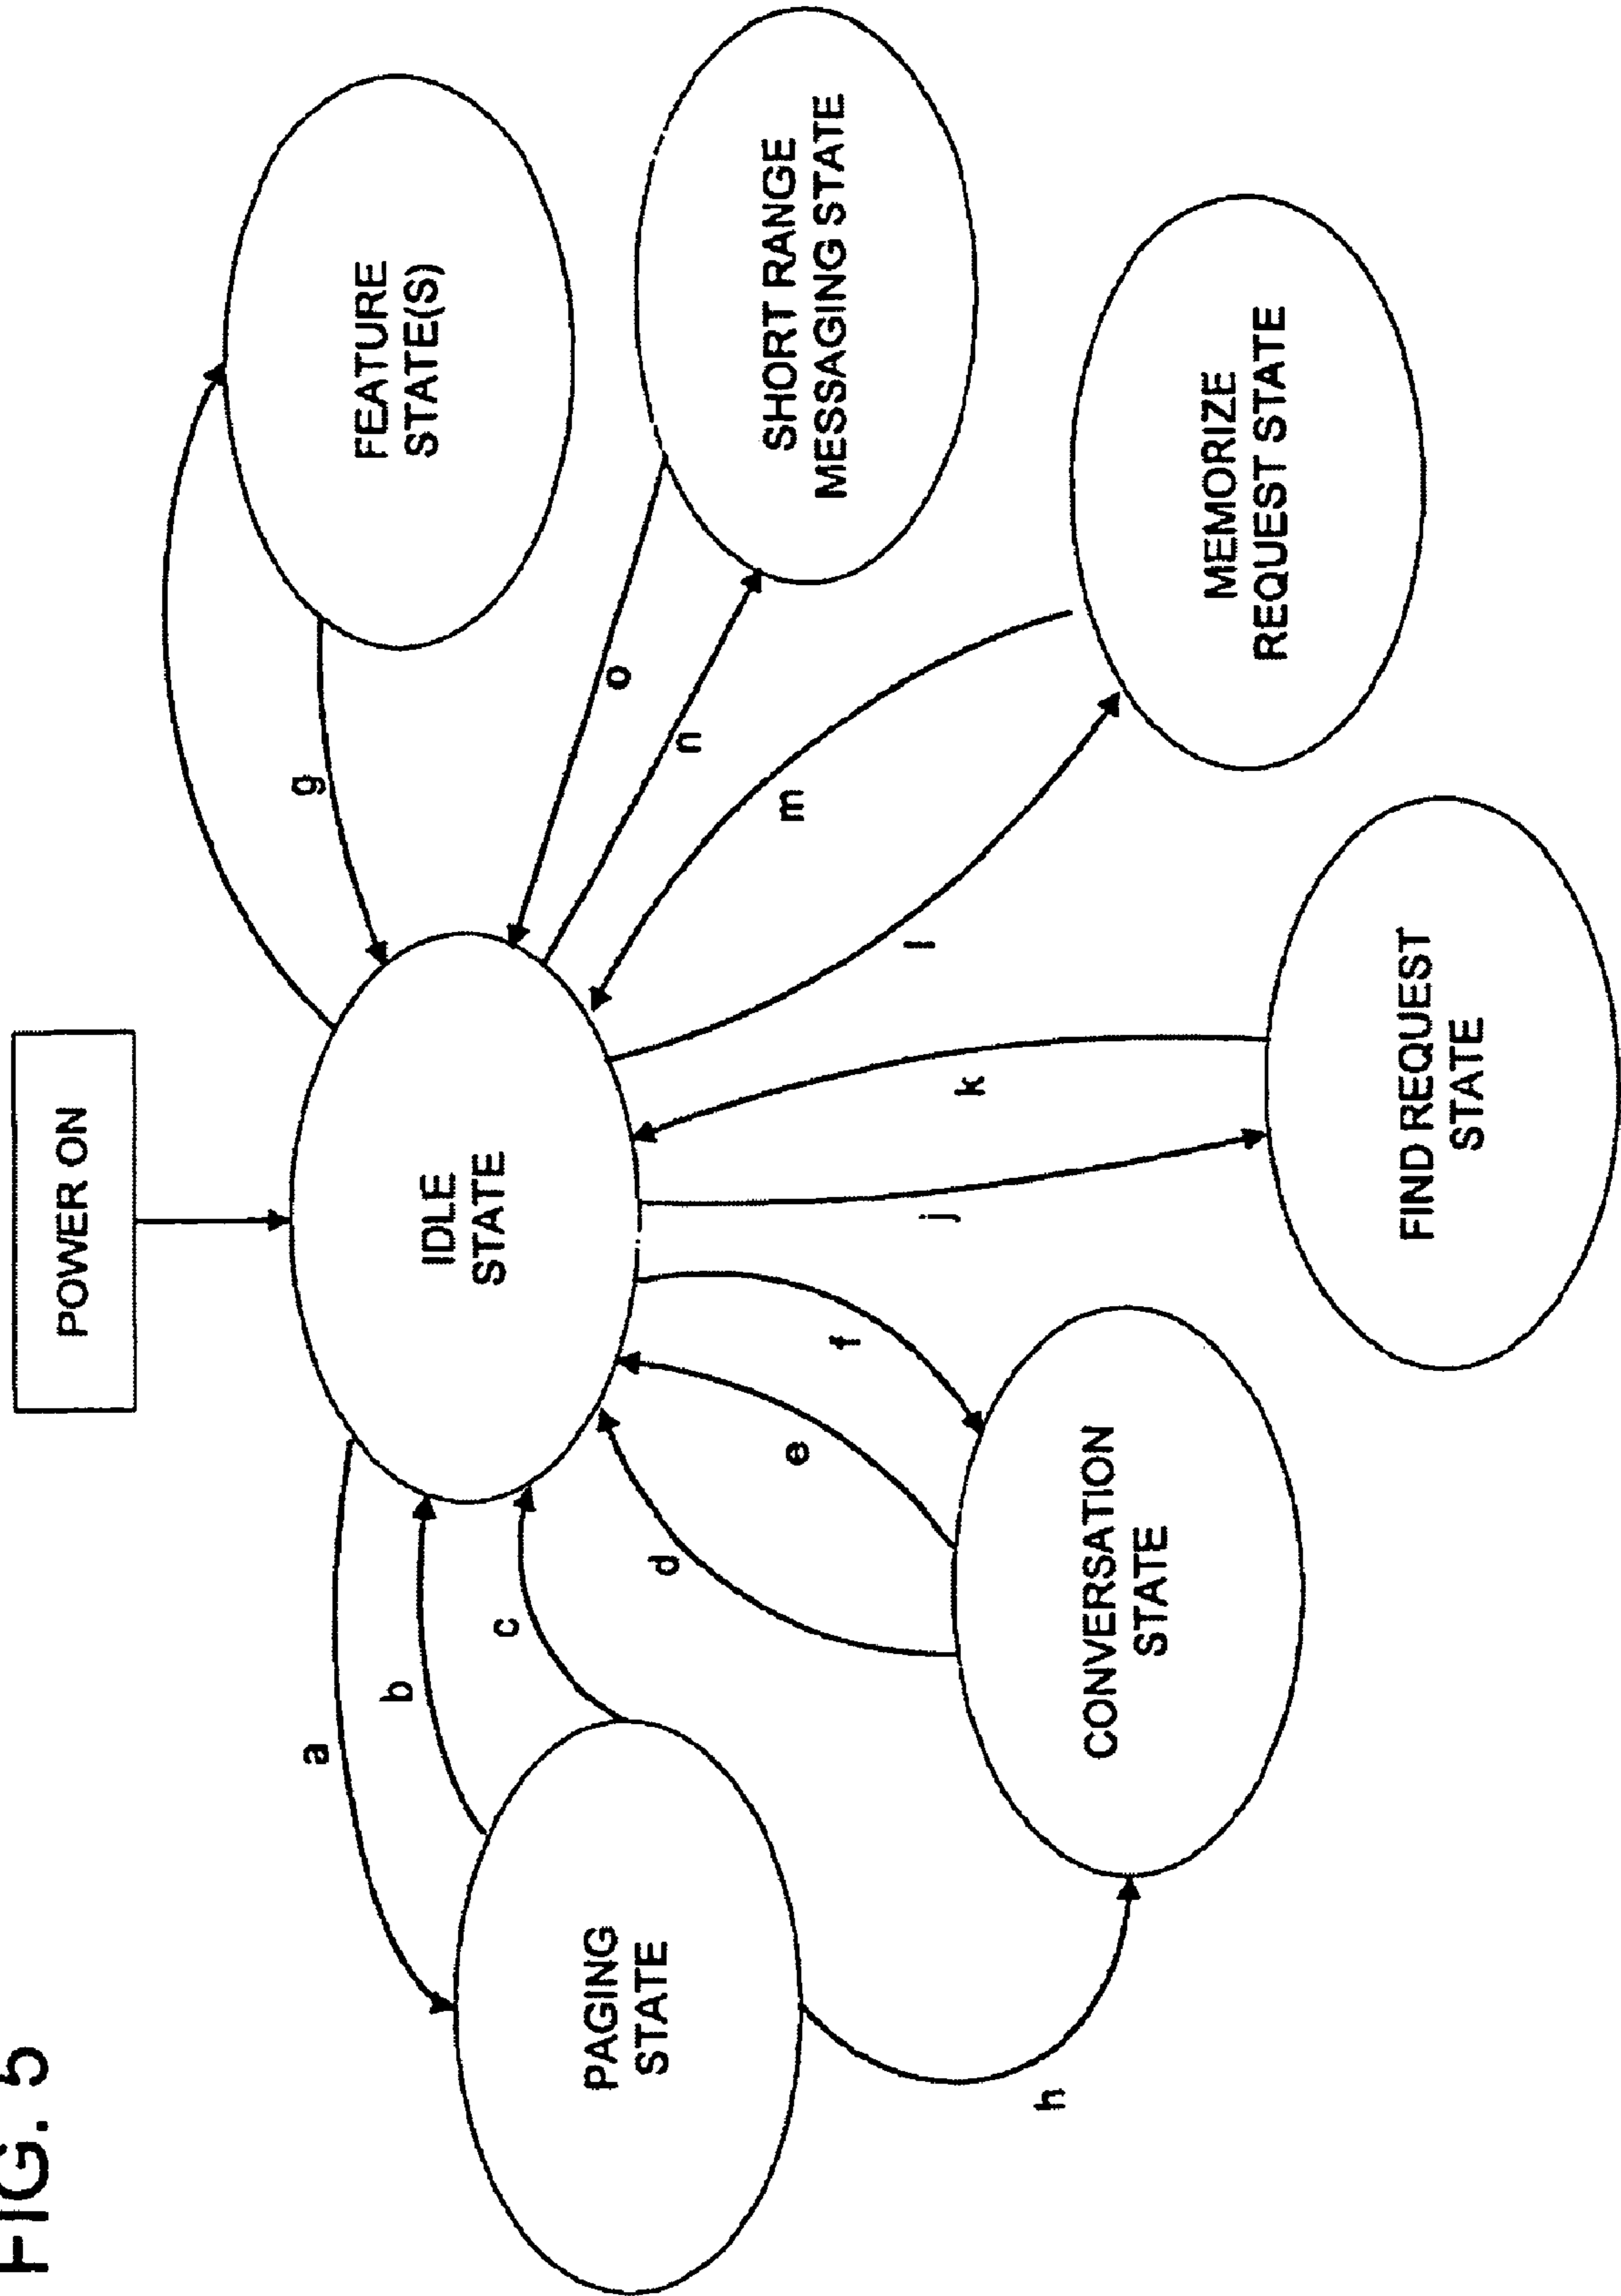 FIG. 5
POWER ON
IDLE
STATE
a
b
c
d
e
f
g
h
j
k
l
m
n
o
PAGING
STATE
CONVERSATION
STATE
FIND REQUEST
STATE
MEMORIZE
REQUEST STATE
SHORT RANGE
MESSAGING STATE
FEATURE
STATE(S)